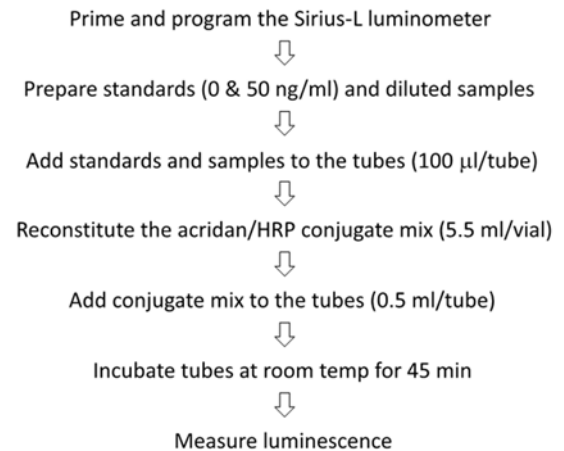 Prime and program the Sirius-L luminometer
Prepare standards (0 & 50 ng/ml) and diluted samples
Add standards and samples to the tubes (100 μl/tube)
Reconstitute the acridan/HRP conjugate mix (5.5 ml/vial)
Add conjugate mix to the tubes (0.5 ml/tube)
Incubate tubes at room temp for 45 min
Measure luminescence